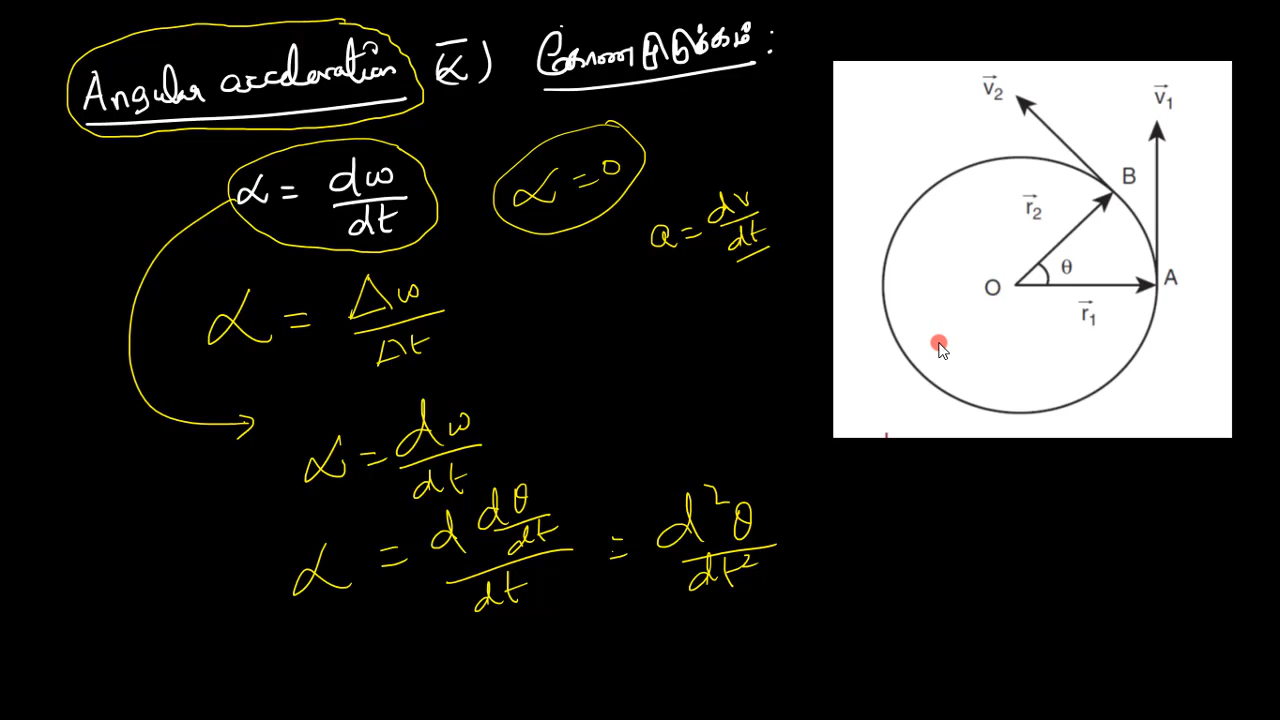 Angular acceleration (α) கோண முடுக்கம் :
α = dω/dt
α = 0
a = dv/dt
α = Δω/Δt
α = dω/dt
α = d dθ/dt / dt = d²θ/dt²
v⃗₂
v⃗₁
B
r⃗₂
θ
A
O
r⃗₁